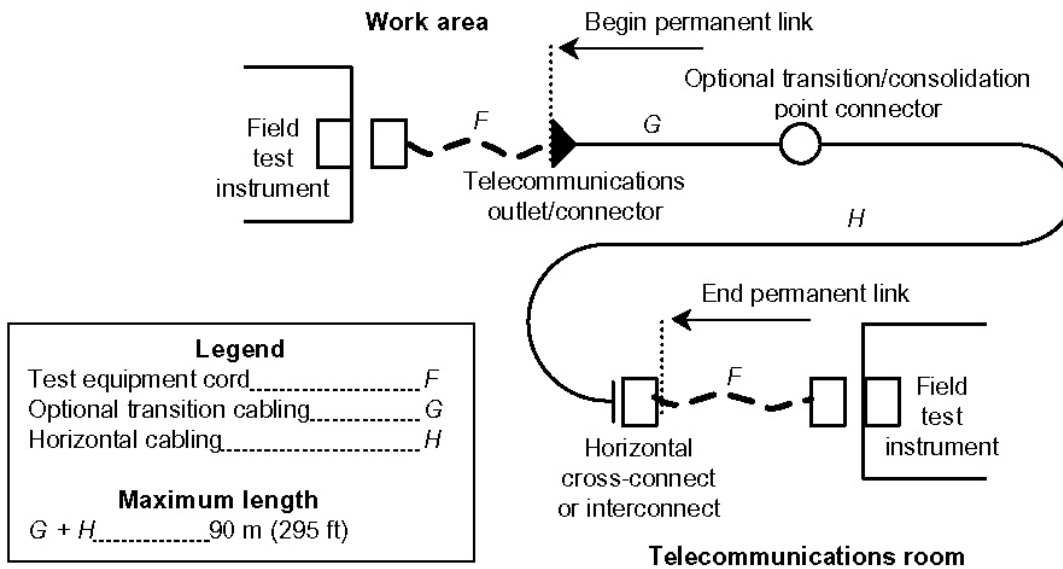 Work area
Begin permanent link
Optional transition/consolidation
point connector
Field
test
instrument
F
G
Telecommunications
outlet/connector
H
End permanent link
Legend
Test equipment cord F
Optional transition cabling G
Horizontal cabling H
Maximum length
G + H 90 m (295 ft)
F
Field
test
instrument
Horizontal
cross-connect
or interconnect
Telecommunications room